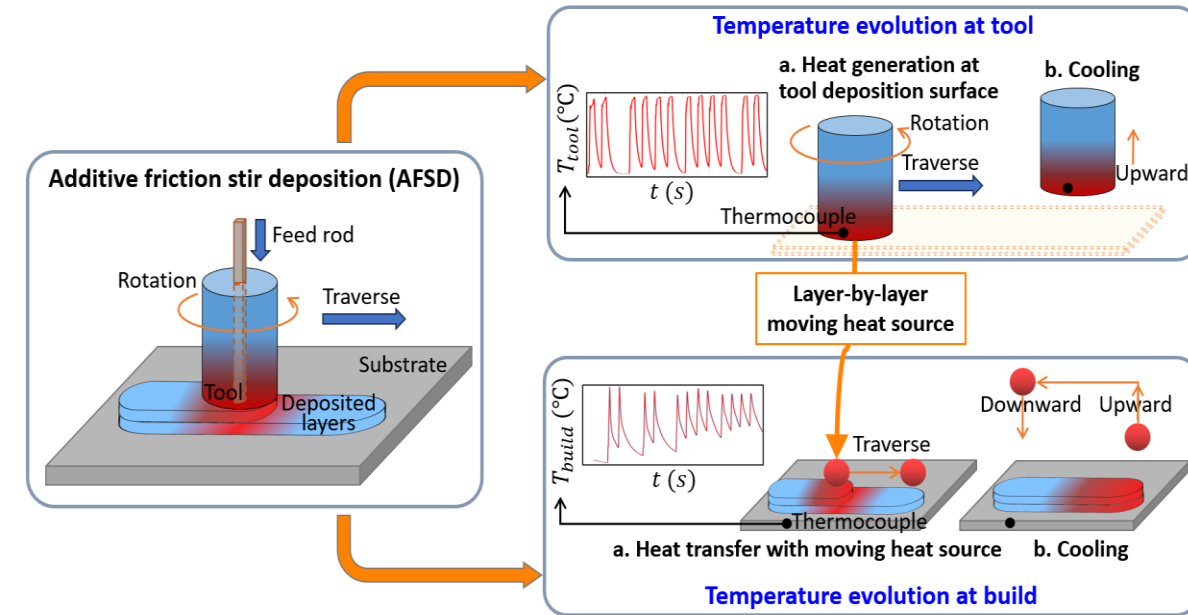 Additive friction stir deposition (AFSD)
Feed rod
Rotation
Traverse
Substrate
Tool
Deposited
layers
Temperature evolution at tool
a. Heat generation at
tool deposition surface
b. Cooling
T_tool (°C)
t (s)
Rotation
Traverse
Upward
Thermocouple
Layer-by-layer
moving heat source
T_build (°C)
t (s)
Traverse
Downward
Upward
Thermocouple
a. Heat transfer with moving heat source
b. Cooling
Temperature evolution at build